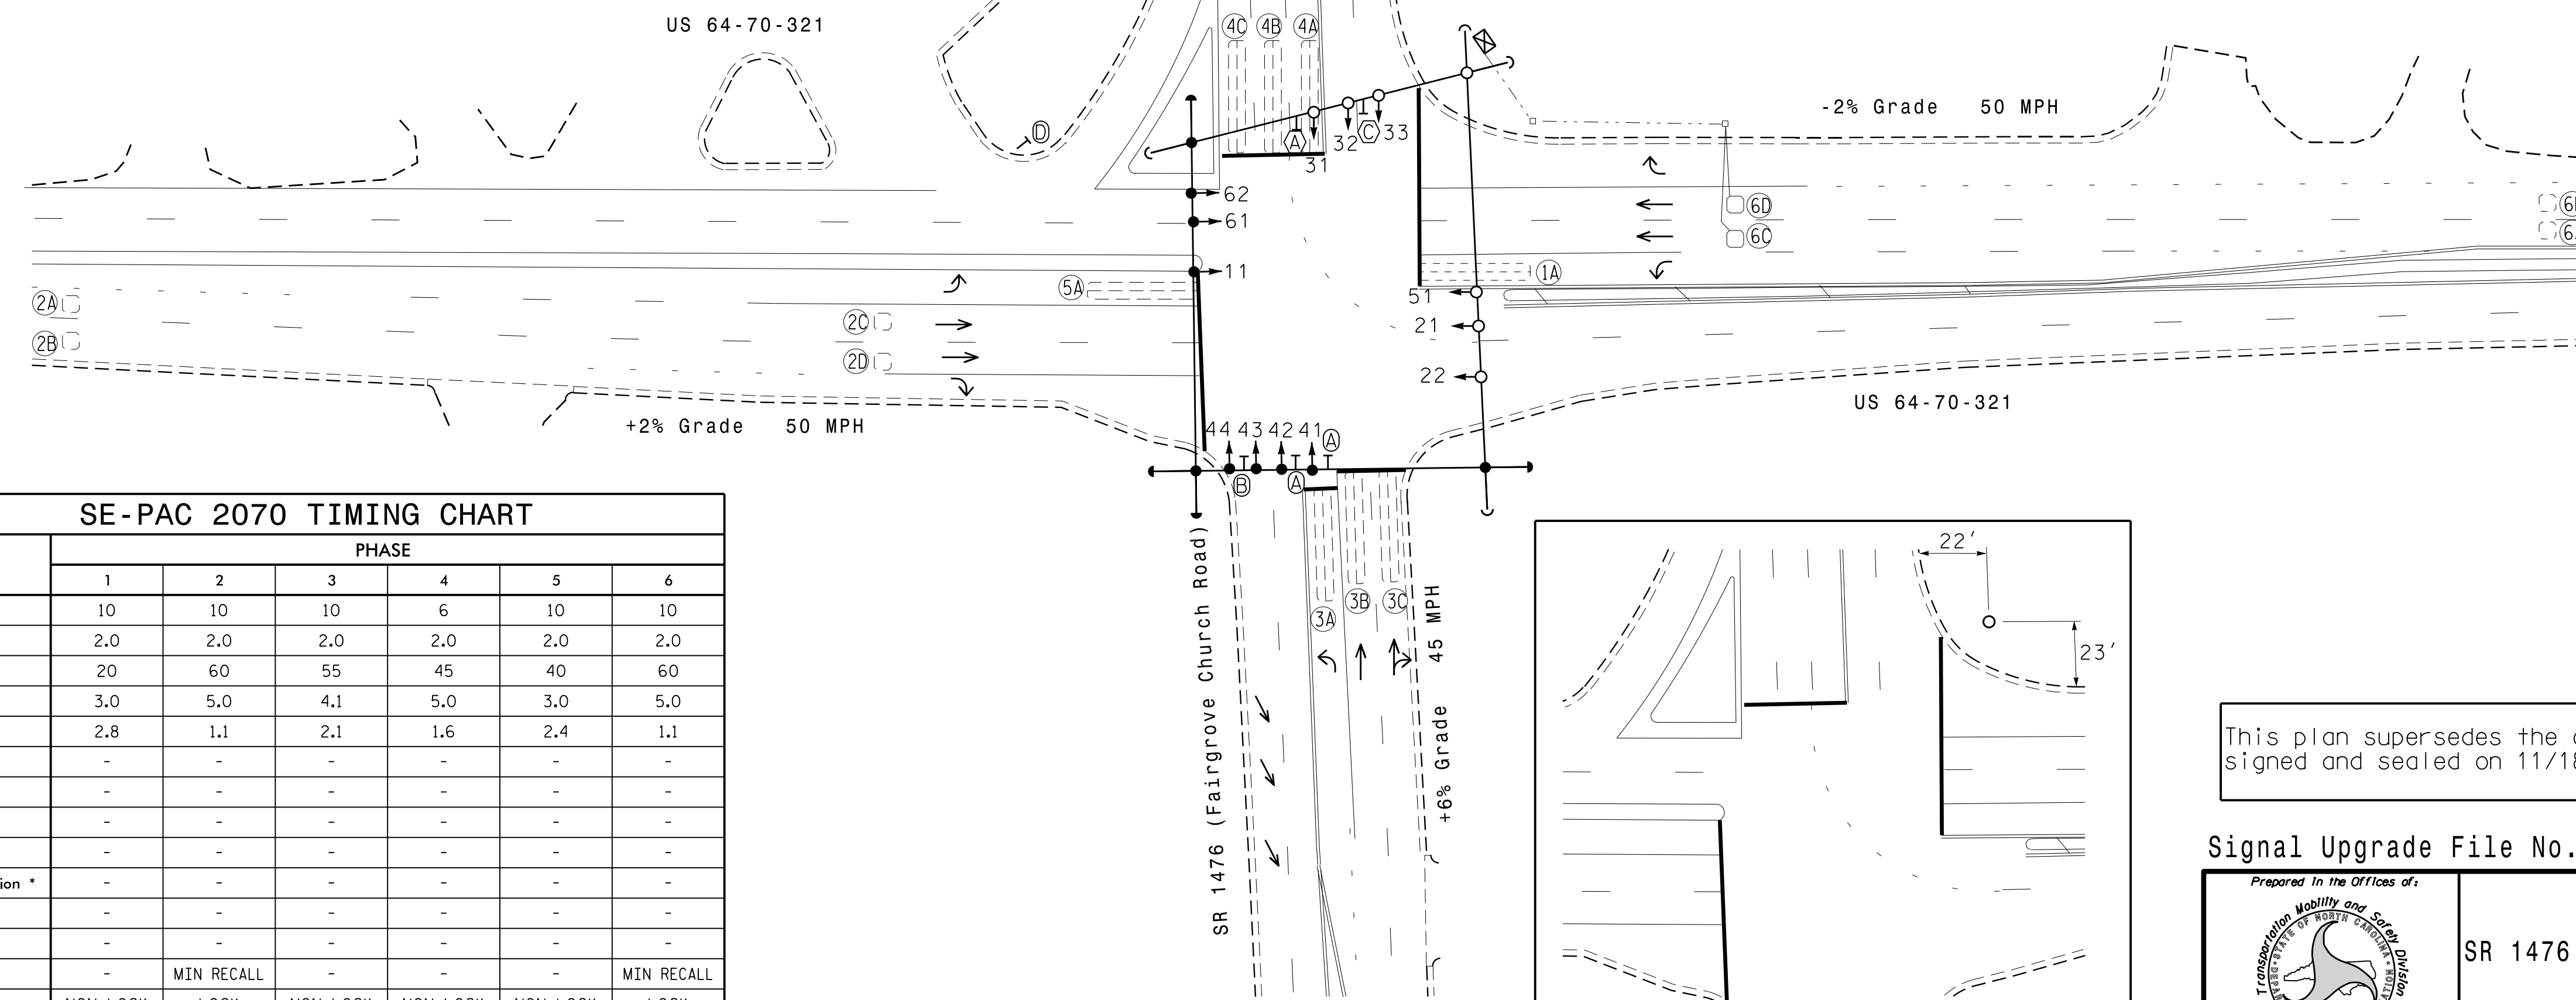 US 64-70-321
4C 4B 4A
D
-2% Grade 50 MPH
A 32 C 33
31
62
61
11
6D
6C
1A
5A
2A
2B
2C
2D
51
21
22
+2% Grade 50 MPH
US 64-70-321
44 43 42 41 A
B A
3A 3B 3C
SR 1476 (Fairgrove Church Road)
+6% Grade 45 MPH
22'
23'
SE-PAC 2070 TIMING CHART
PHASE
1 2 3 4 5 6
10 10 10 6 10 10
2.0 2.0 2.0 2.0 2.0 2.0
20 60 55 45 40 60
3.0 5.0 4.1 5.0 3.0 5.0
2.8 1.1 2.1 1.6 2.4 1.1
- - - - - -
- - - - - -
- - - - - -
- - - - - -
ion * - - - - - -
- - - - - -
- - - - - -
- MIN RECALL - - - MIN RECALL
This plan supersedes the
signed and sealed on 11/18
Signal Upgrade File No.
Prepared in the Offices of:
Transportation Mobility and Safety Division
STATE OF NORTH CAROLINA
SR 1476